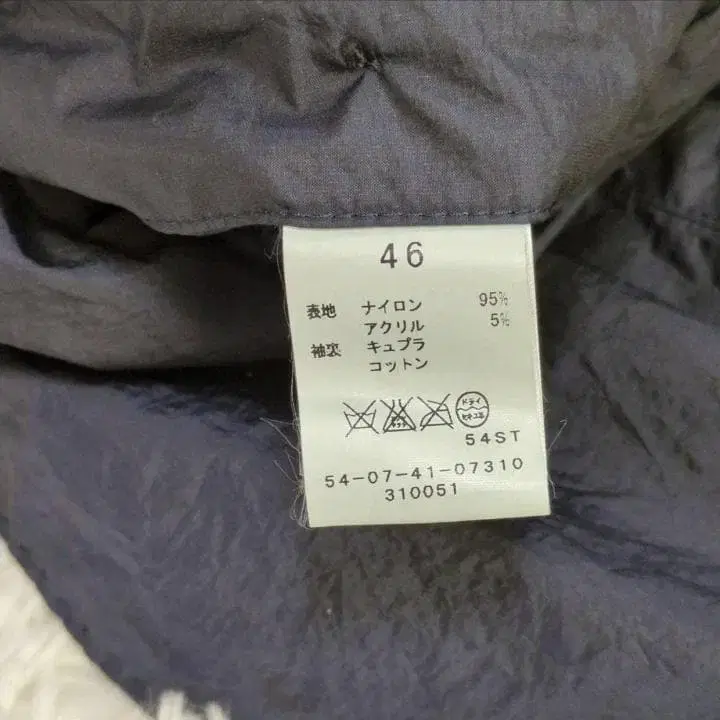 46
表地 ナイロン 95%
アクリル 5%
袖裏 キュプラ
コットン
ドライ
セキユ系
54ST
54-07-41-07310
310051